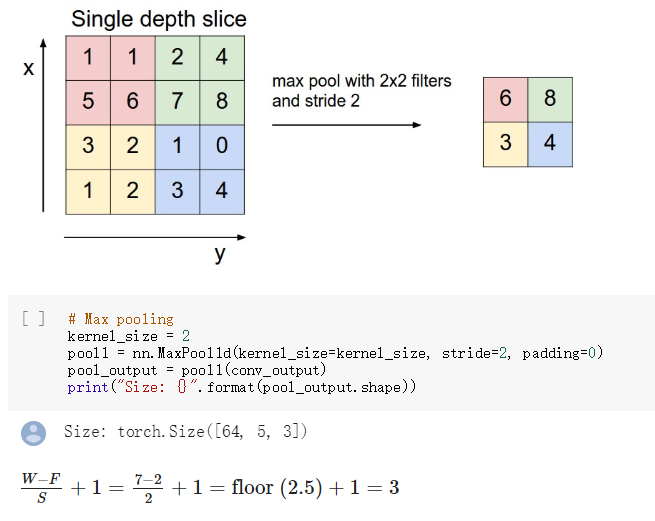 Single depth slice
x
1 1 2 4
5 6 7 8
3 2 1 0
1 2 3 4
y
max pool with 2x2 filters
and stride 2
6 8
3 4
[ ]
# Max pooling
kernel_size = 2
pool1 = nn.MaxPool1d(kernel_size=kernel_size, stride=2, padding=0)
pool_output = pool1(conv_output)
print("Size: {}".format(pool_output.shape))
Size: torch.Size([64, 5, 3])
W−F/S + 1 = 7−2/2 + 1 = floor (2.5) + 1 = 3